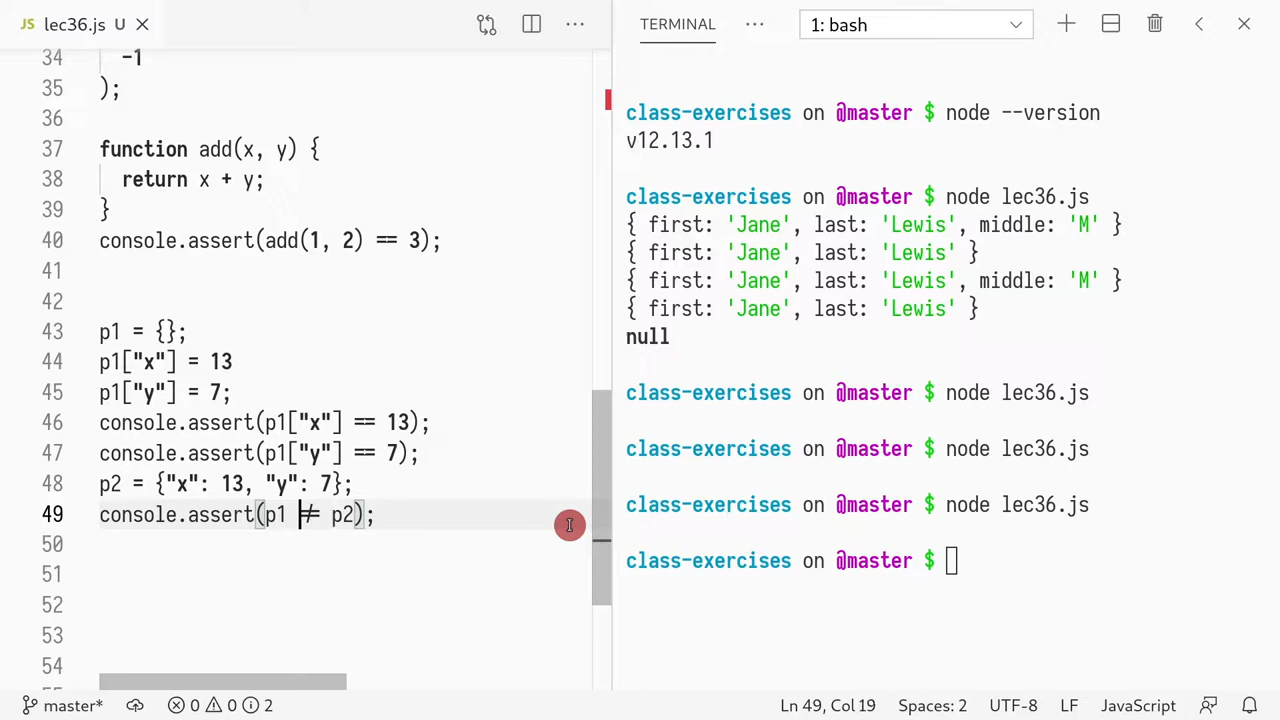 JS lec36.js U
34 -1
35 );
36
37 function add(x, y) {
38 return x + y;
39 }
40 console.assert(add(1, 2) == 3);
41
42
43 p1 = {};
44 p1["x"] = 13
45 p1["y"] = 7;
46 console.assert(p1["x"] == 13);
47 console.assert(p1["y"] == 7);
48 p2 = {"x": 13, "y": 7};
49 console.assert(p1 != p2);
50
51
52
53
54
TERMINAL ··· 1: bash
class-exercises on @master $ node --version
v12.13.1
class-exercises on @master $ node lec36.js
{ first: 'Jane', last: 'Lewis', middle: 'M' }
{ first: 'Jane', last: 'Lewis' }
{ first: 'Jane', last: 'Lewis', middle: 'M' }
{ first: 'Jane', last: 'Lewis' }
null
class-exercises on @master $ node lec36.js
class-exercises on @master $ node lec36.js
class-exercises on @master $ node lec36.js
class-exercises on @master $
master* 0 0 2 Ln 49, Col 19 Spaces: 2 UTF-8 LF JavaScript